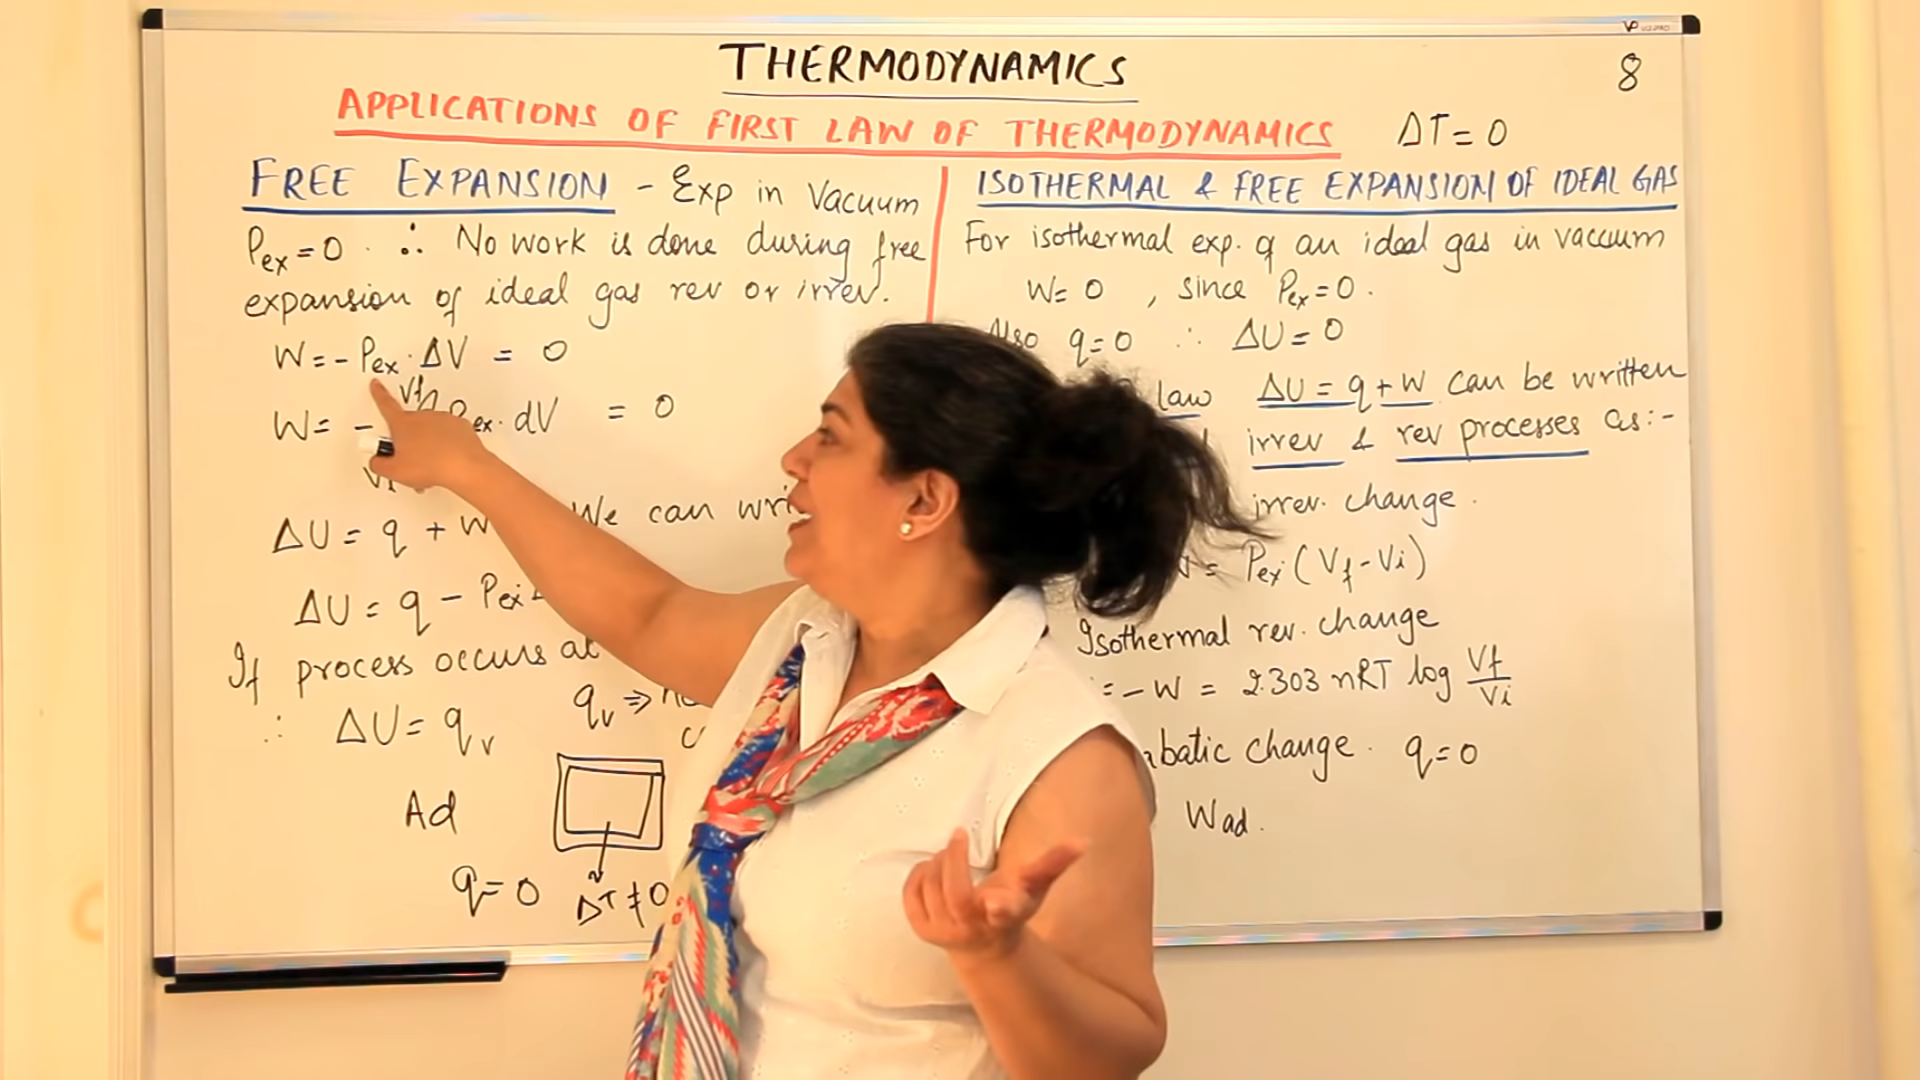 THERMODYNAMICS
8
APPLICATIONS OF FIRST LAW OF THERMODYNAMICS
ΔT = 0
FREE EXPANSION - Exp in Vacuum
Pex = 0 . ∴ No work is done during free
expansion of ideal gas rev or irrev.
W = - Pex . ΔV = 0
W = - Pex . dV = 0
ΔU = q + W We can
ΔU = q - Pex
If process occurs at
∴ ΔU = qv qv ⇒
Ad
q = 0 ΔT ≠ 0
ISOTHERMAL & FREE EXPANSION OF IDEAL GAS
For isothermal exp. of an ideal gas in vaccum
W = 0 , since Pex = 0 .
Also q = 0 ∴ ΔU = 0
law ΔU = q + W can be written
irrev & rev processes as :-
irrev. change .
= Pex (Vf - Vi)
Isothermal rev. change
= - W = 2.303 nRT log Vf/Vi
change . q = 0
Wad .